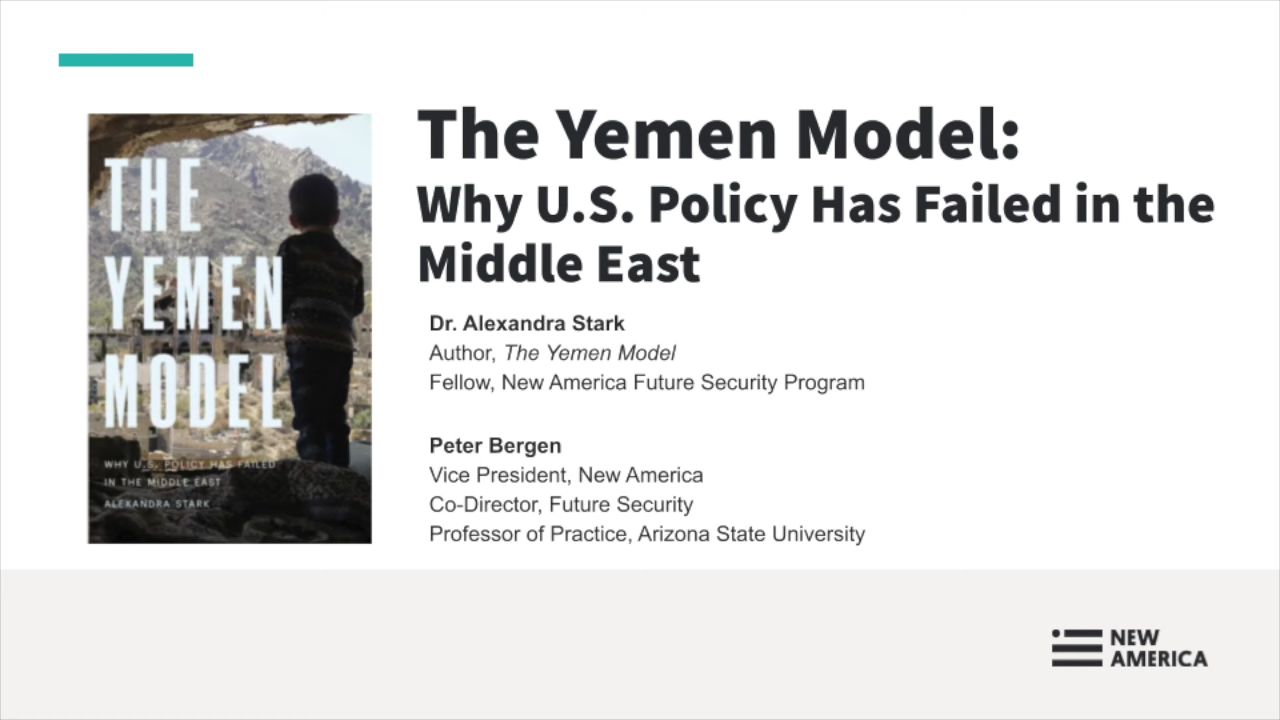 THE
YEMEN
MODEL
WHY U.S. POLICY HAS FAILED
IN THE MIDDLE EAST
ALEXANDRA STARK
The Yemen Model:
Why U.S. Policy Has Failed in the
Middle East
Dr. Alexandra Stark
Author, The Yemen Model
Fellow, New America Future Security Program
Peter Bergen
Vice President, New America
Co-Director, Future Security
Professor of Practice, Arizona State University
NEW
AMERICA